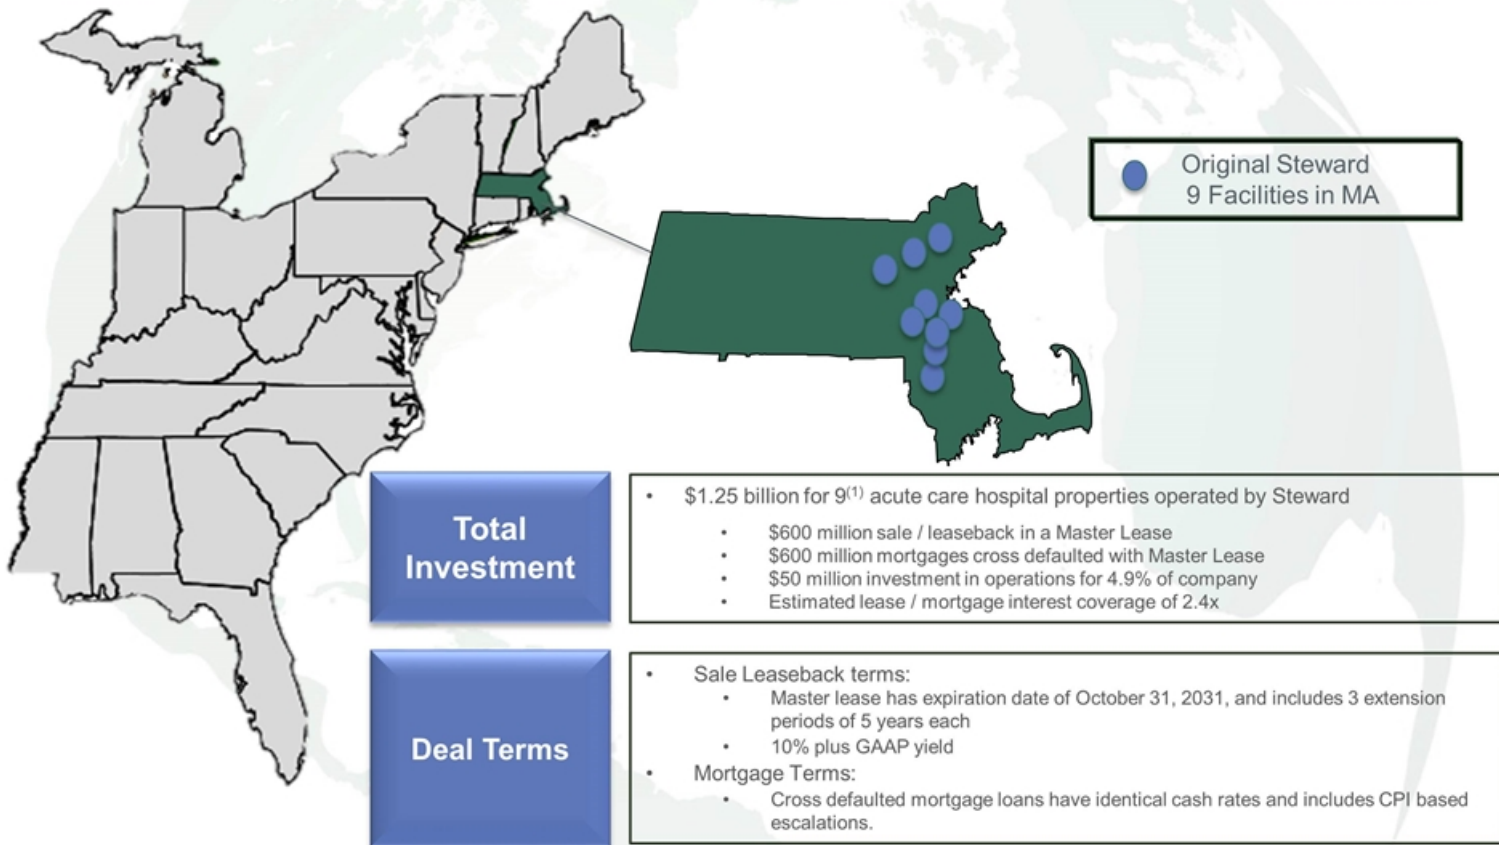 Original Steward
9 Facilities in MA
Total
Investment
• $1.25 billion for 9(1) acute care hospital properties operated by Steward
• $600 million sale / leaseback in a Master Lease
• $600 million mortgages cross defaulted with Master Lease
• $50 million investment in operations for 4.9% of company
• Estimated lease / mortgage interest coverage of 2.4x
Deal Terms
• Sale Leaseback terms:
• Master lease has expiration date of October 31, 2031, and includes 3 extension
periods of 5 years each
• 10% plus GAAP yield
• Mortgage Terms:
• Cross defaulted mortgage loans have identical cash rates and includes CPI based
escalations.